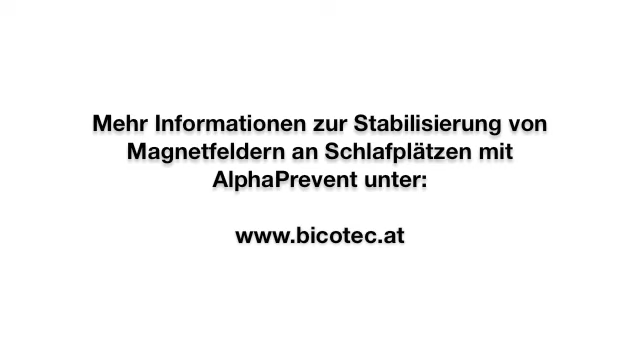 Mehr Informationen zur Stabilisierung von
Magnetfeldern an Schlafplätzen mit
AlphaPrevent unter:
www.bicotec.at